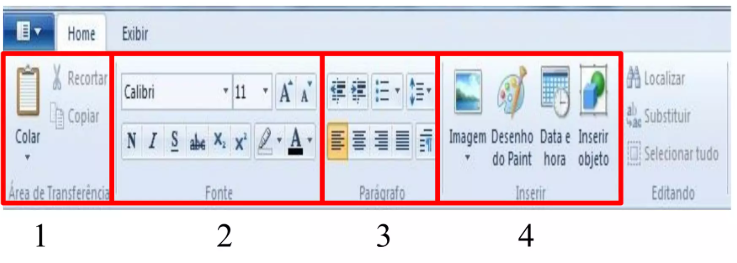 Home Exibir
Colar
Recortar
Copiar
Área de Transferência
Calibri 11 A A
N I S abe X₂ x² A
Fonte
Parágrafo
Imagem
Desenho do Paint
Data e hora
Inserir objeto
Inserir
Localizar
Substituir
Selecionar tudo
Editando
1 2 3 4